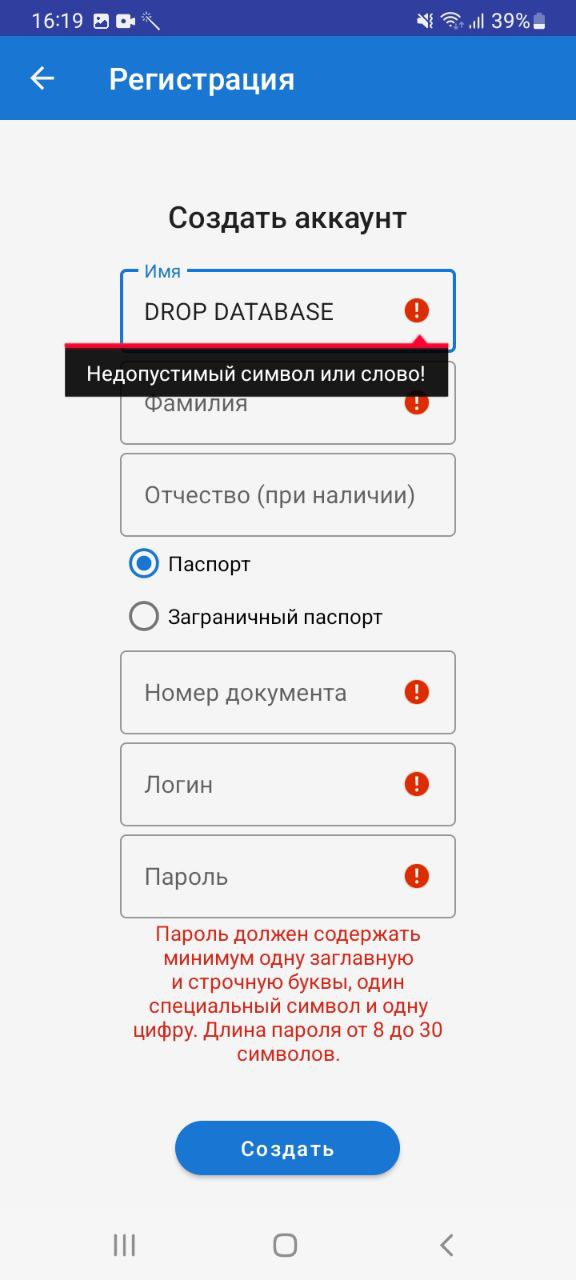 16:19 39%
Регистрация
Создать аккаунт
Имя
DROP DATABASE
Недопустимый символ или слово!
Фамилия
Отчество (при наличии)
Паспорт
Заграничный паспорт
Номер документа
Логин
Пароль
Пароль должен содержать
минимум одну заглавную
и строчную буквы, один
специальный символ и одну
цифру. Длина пароля от 8 до 30
символов.
Создать